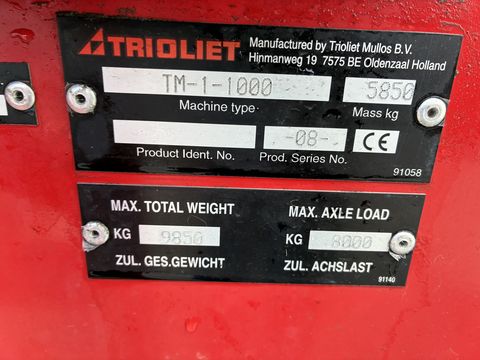 TRIOLIET Manufactured by Trioliet Mullos B.V.
Hinmanweg 19 7575 BE Oldenzaal Holland
TM-1-1000 5850
Machine type Mass kg
-08- CE
Product Ident. No. Prod. Series No.
91058
MAX. TOTAL WEIGHT MAX. AXLE LOAD
KG 9850 KG 8000
ZUL. GES.GEWICHT ZUL. ACHSLAST
91140